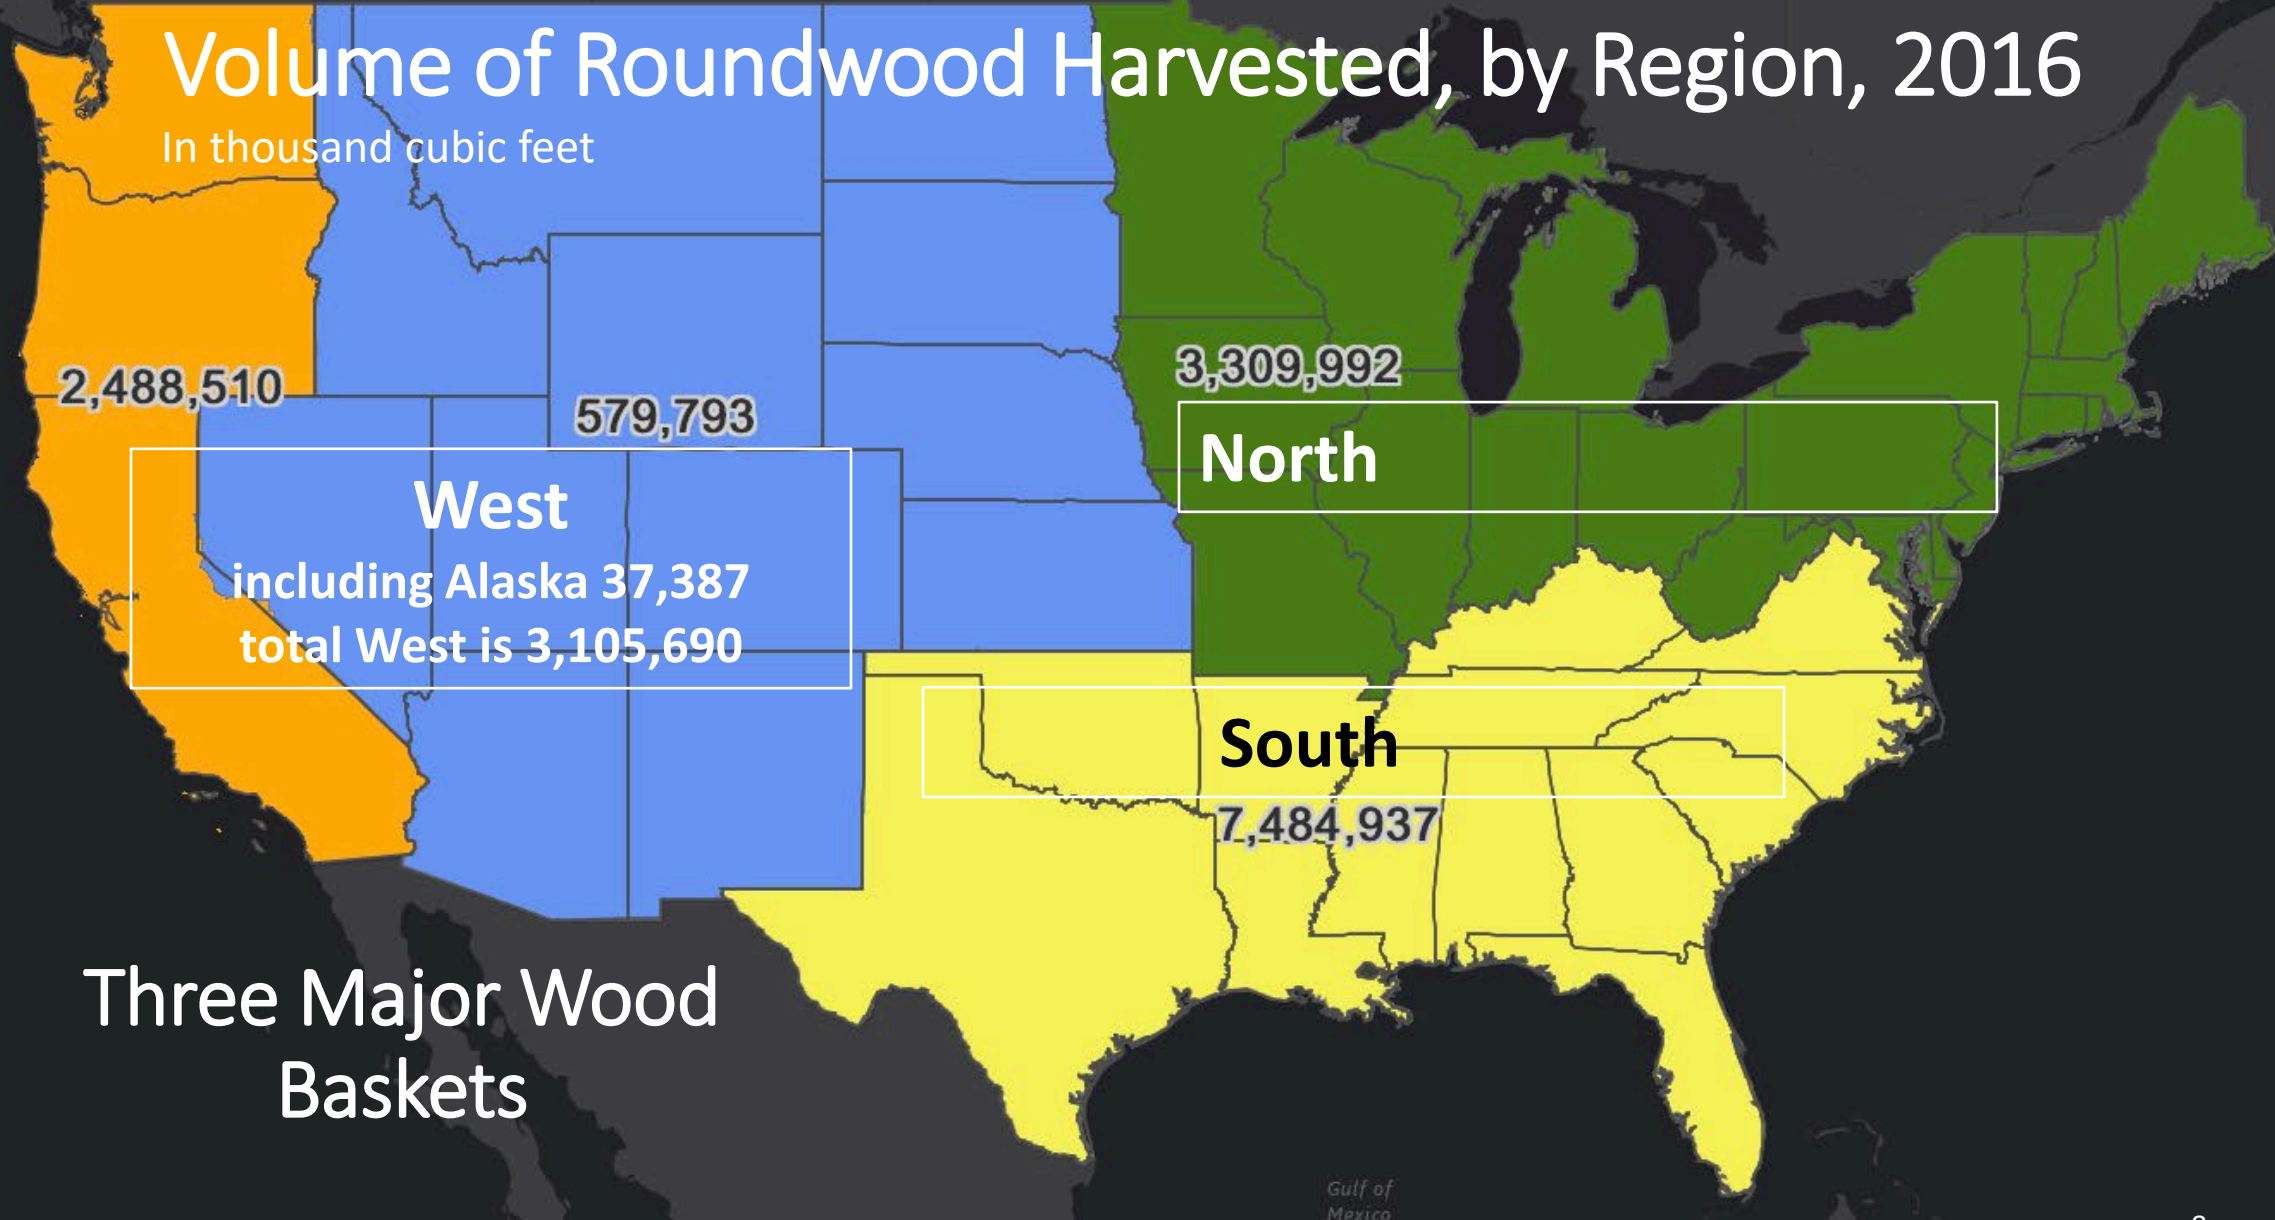 Volume of Roundwood Harvested, by Region, 2016
In thousand cubic feet
2,488,510
579,793
3,309,992
North
West
including Alaska 37,387
total West is 3,105,690
South
7,484,937
Three Major Wood
Baskets
Gulf of
Mexico